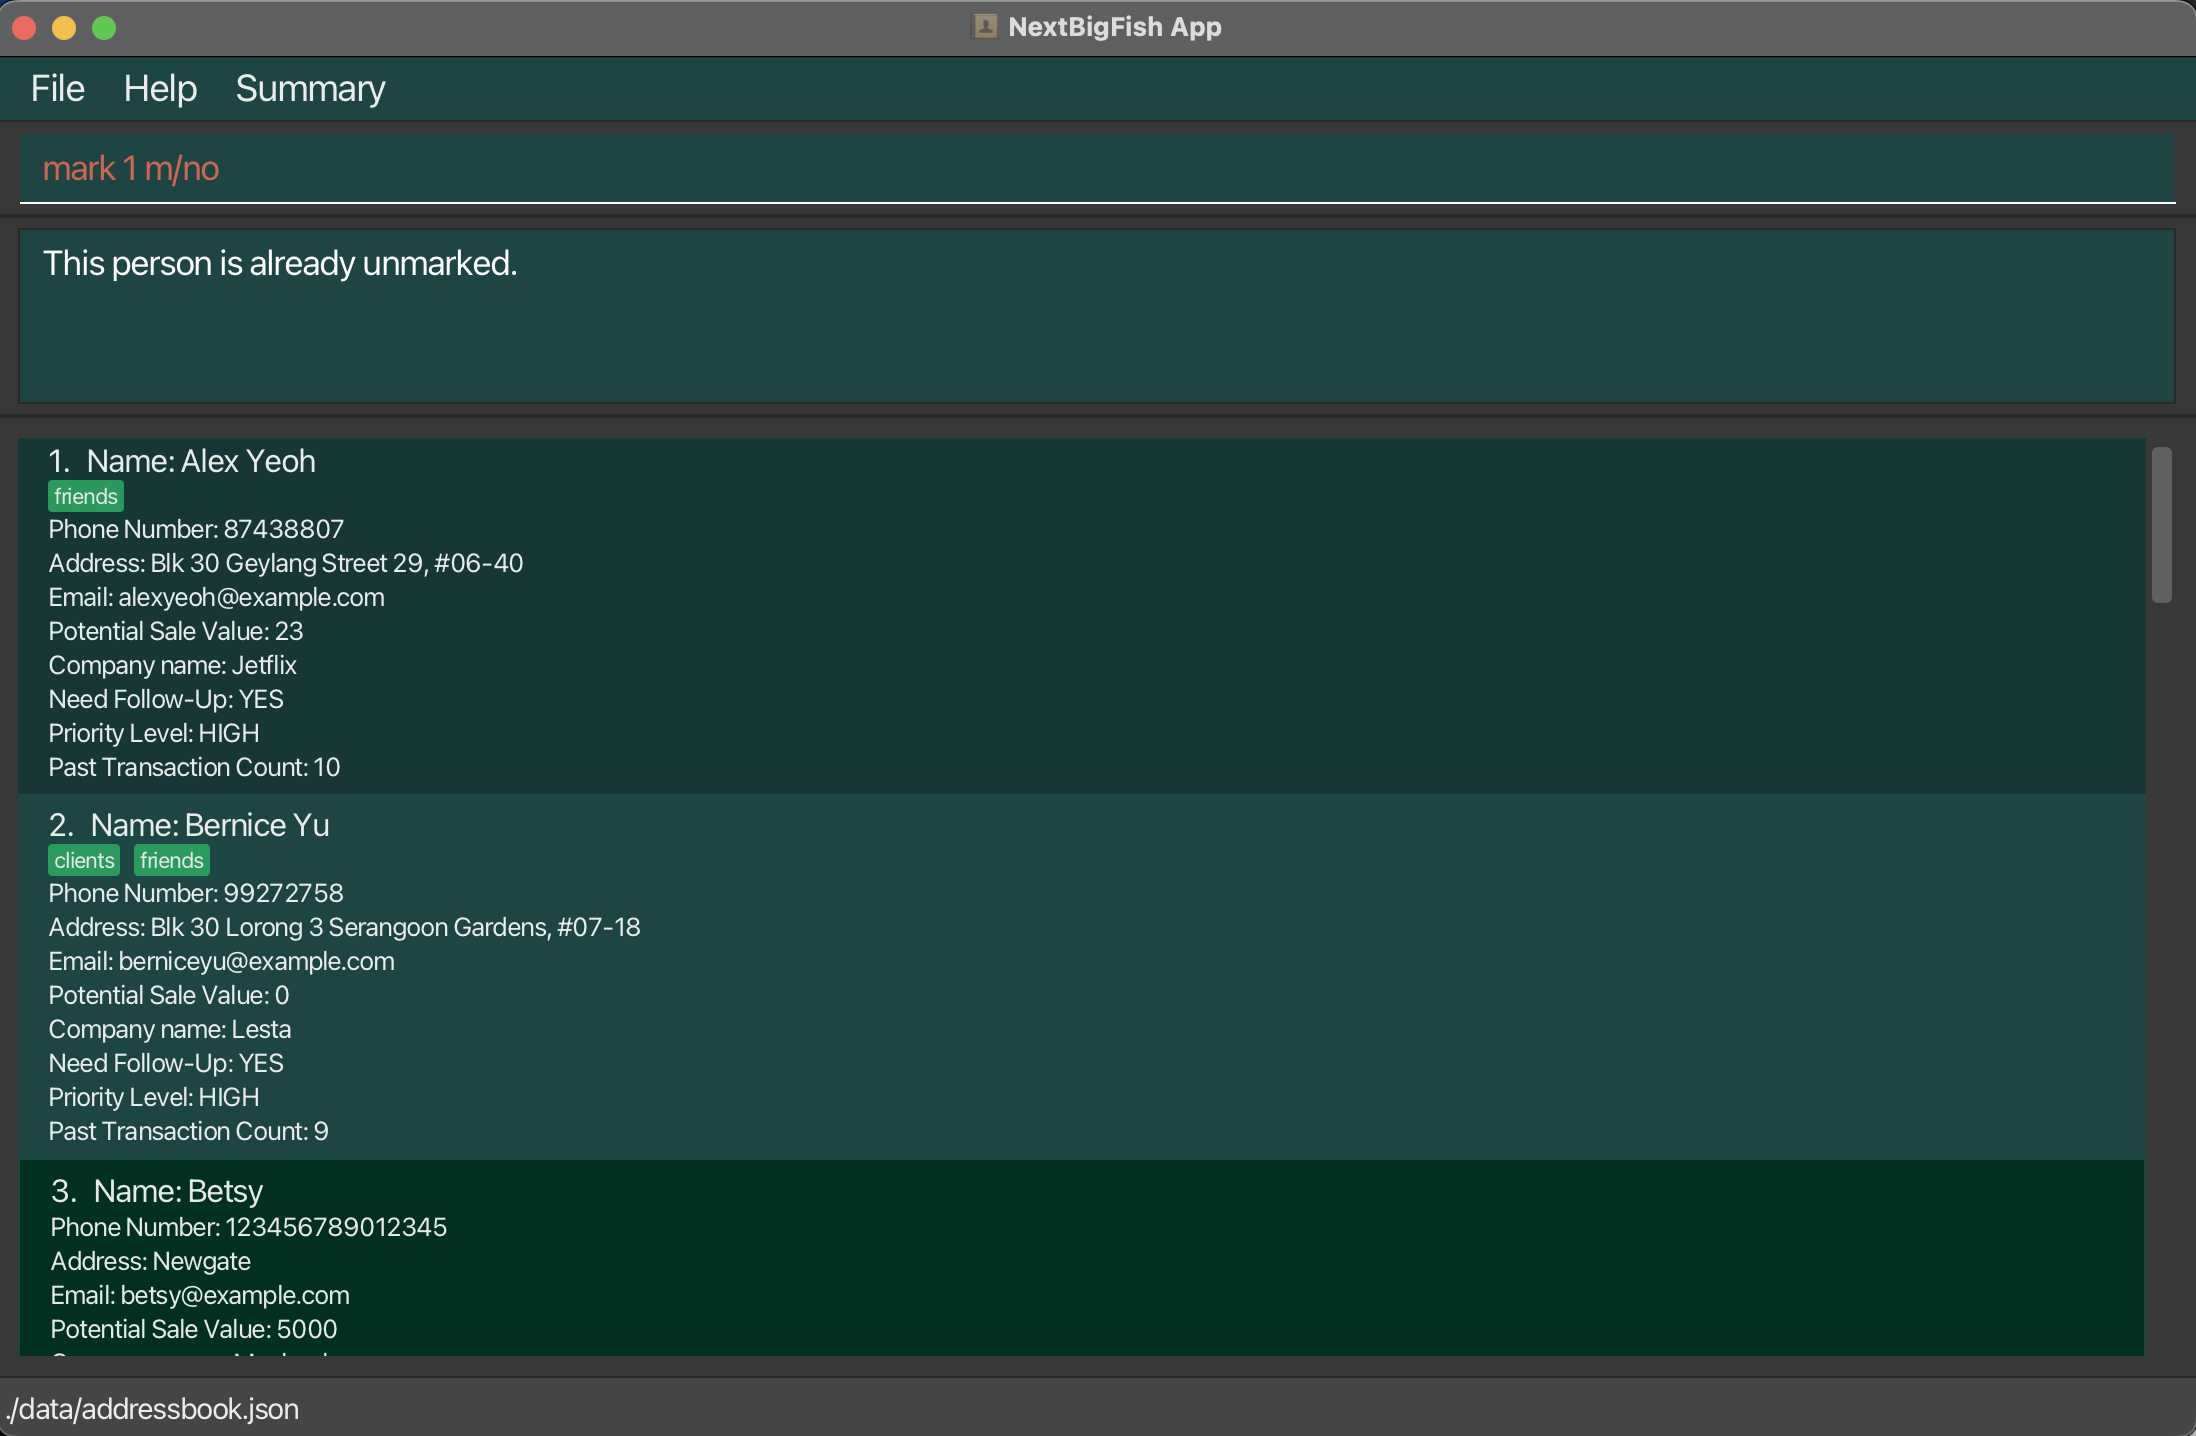 NextBigFish App
File Help Summary
mark 1 m/no
This person is already unmarked.
1. Name: Alex Yeoh
friends
Phone Number: 87438807
Address: Blk 30 Geylang Street 29, #06-40
Email: alexyeoh@example.com
Potential Sale Value: 23
Company name: Jetflix
Need Follow-Up: YES
Priority Level: HIGH
Past Transaction Count: 10
2. Name: Bernice Yu
clients friends
Phone Number: 99272758
Address: Blk 30 Lorong 3 Serangoon Gardens, #07-18
Email: berniceyu@example.com
Potential Sale Value: 0
Company name: Lesta
Need Follow-Up: YES
Priority Level: HIGH
Past Transaction Count: 9
3. Name: Betsy
Phone Number: 123456789012345
Address: Newgate
Email: betsy@example.com
Potential Sale Value: 5000
./data/addressbook.json